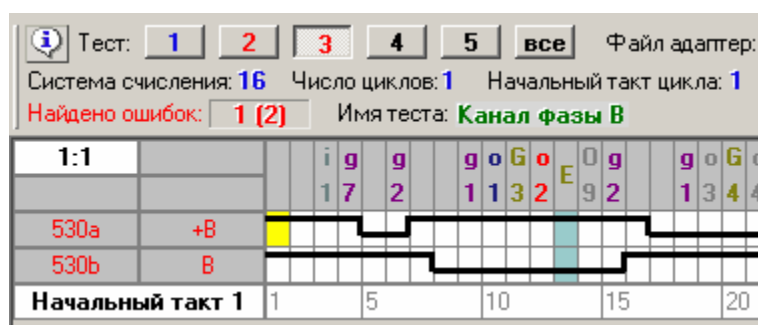 Тест: 1 2 3 4 5 все Файл адаптер:
Система счисления: 16 Число циклов: 1 Начальный такт цикла: 1
Найдено ошибок: 1 (2) Имя теста: Канал фазы В
1:1 i g g g o G o E O g g o G
1 7 2 1 1 3 2 9 2 1 3 4
530a +В
530b В
Начальный такт 1 1 5 10 15 20